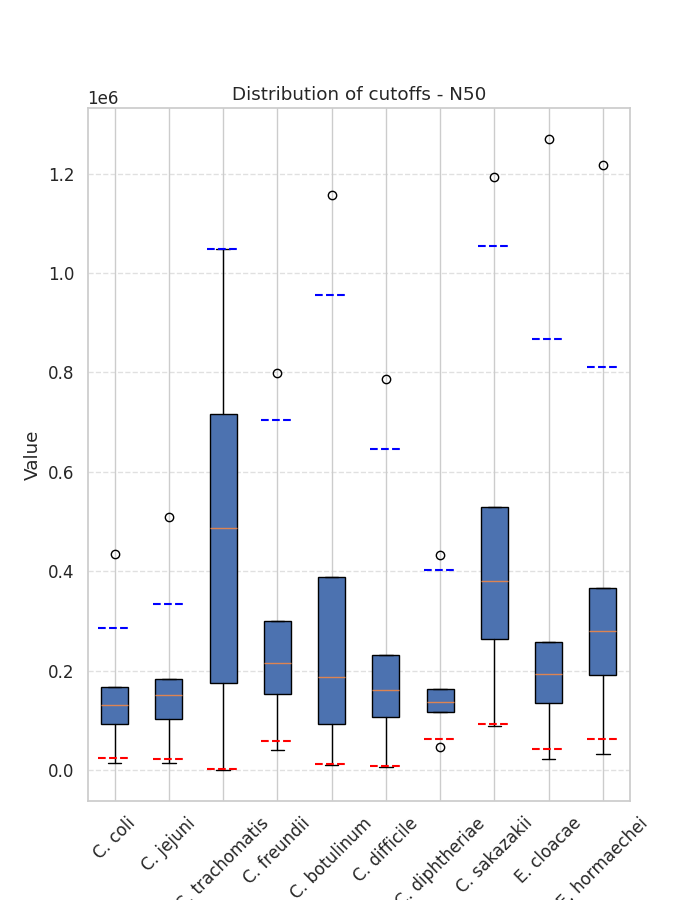 Distribution of cutoffs - N50
1e6
Value
1.2
1.0
0.8
0.6
0.4
0.2
0.0
C. coli
C. jejuni
C. trachomatis
C. freundii
C. botulinum
C. difficile
C. diphtheriae
C. sakazakii
E. cloacae
E. hormaechei